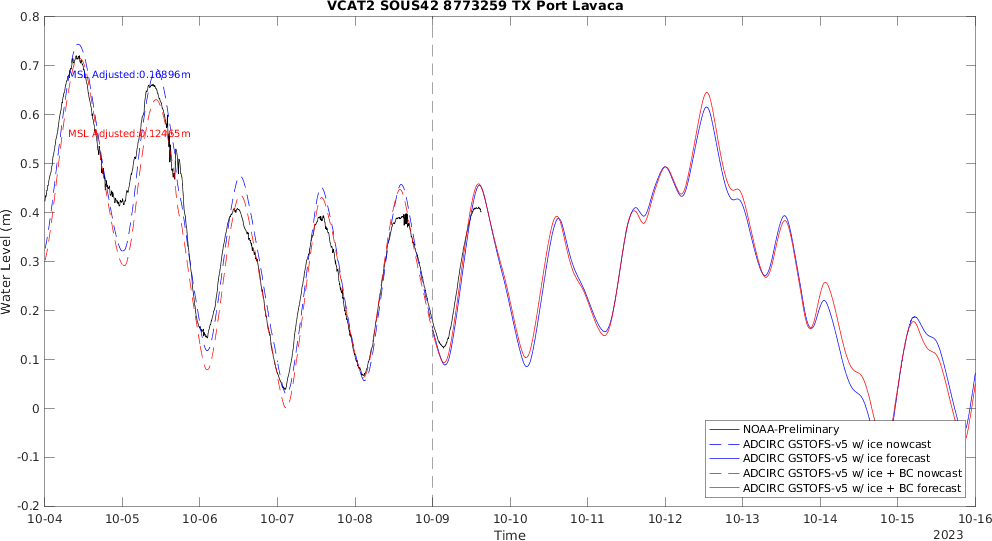 VCAT2 SOUS42 8773259 TX Port Lavaca
0.8
0.7
0.6
0.5
0.4
0.3
0.2
0.1
0
-0.1
-0.2
Water Level (m)
MSL Adjusted:0.16896m
MSL Adjusted:0.12465m
NOAA-Preliminary
ADCIRC GSTOFS-v5 w/ ice nowcast
ADCIRC GSTOFS-v5 w/ ice forecast
ADCIRC GSTOFS-v5 w/ ice + BC nowcast
ADCIRC GSTOFS-v5 w/ ice + BC forecast
10-04 10-05 10-06 10-07 10-08 10-09 10-10 10-11 10-12 10-13 10-14 10-15 10-16
Time
2023